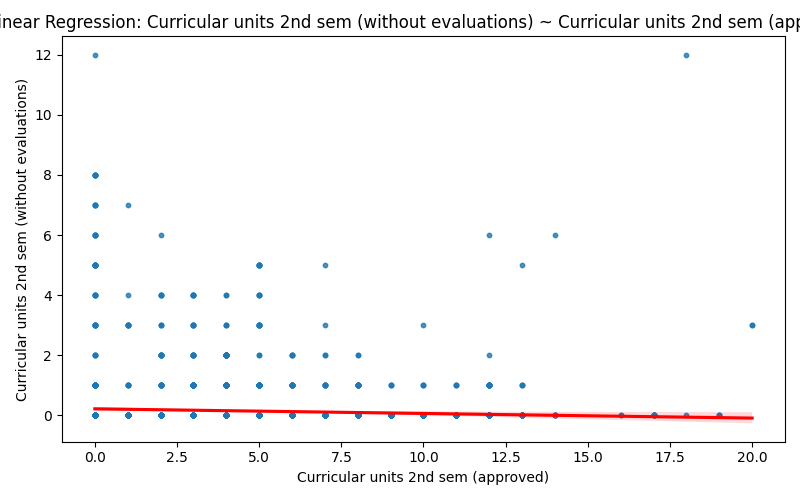 inear Regression: Curricular units 2nd sem (without evaluations) ~ Curricular units 2nd sem (app
12
10
8
6
4
2
0
Curricular units 2nd sem (without evaluations)
0.0 2.5 5.0 7.5 10.0 12.5 15.0 17.5 20.0
Curricular units 2nd sem (approved)